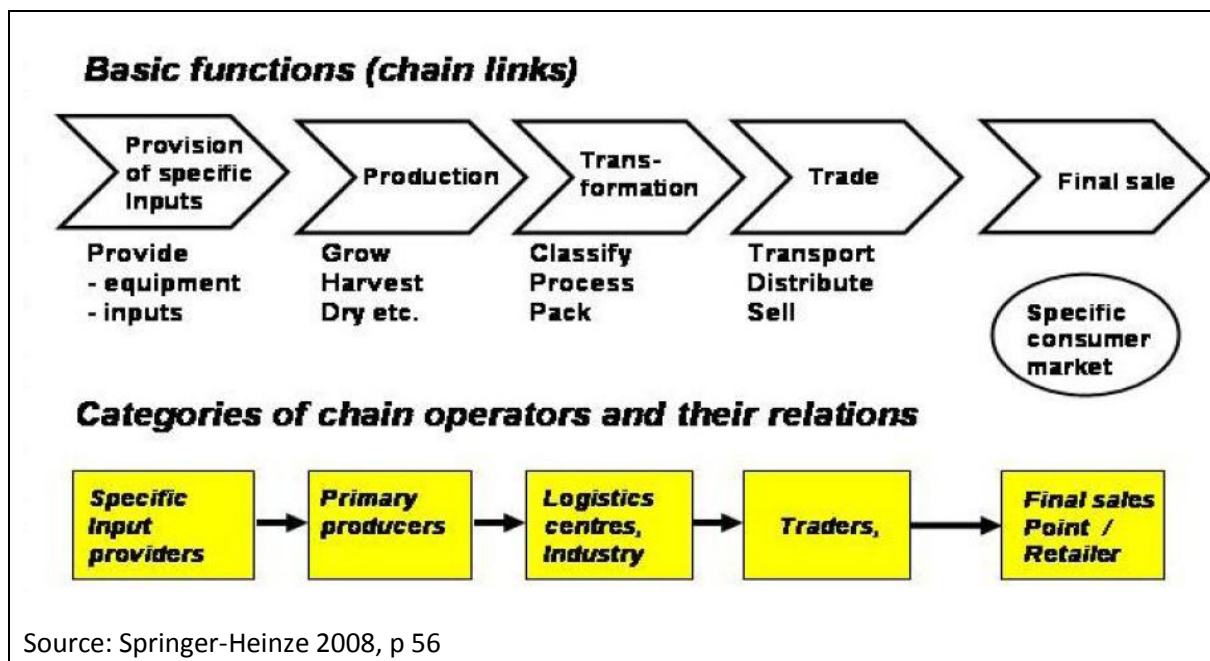 Basic functions (chain links)
Provision
of specific
Inputs
Production
Trans-
formation
Trade
Final sale
Provide
- equipment
- inputs
Grow
Harvest
Dry etc.
Classify
Process
Pack
Transport
Distribute
Sell
Specific
consumer
market
Categories of chain operators and their relations
Specific
Input
providers
Primary
producers
Logistics
centres,
Industry
Traders,
Final sales
Point /
Retailer
Source: Springer-Heinze 2008, p 56